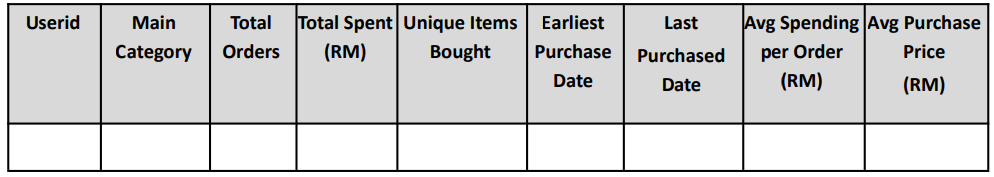 Userid
Main
Category
Total
Orders
Total Spent
(RM)
Unique Items
Bought
Earliest
Purchase
Date
Last
Purchased
Date
Avg Spending
per Order
(RM)
Avg Purchase
Price
(RM)